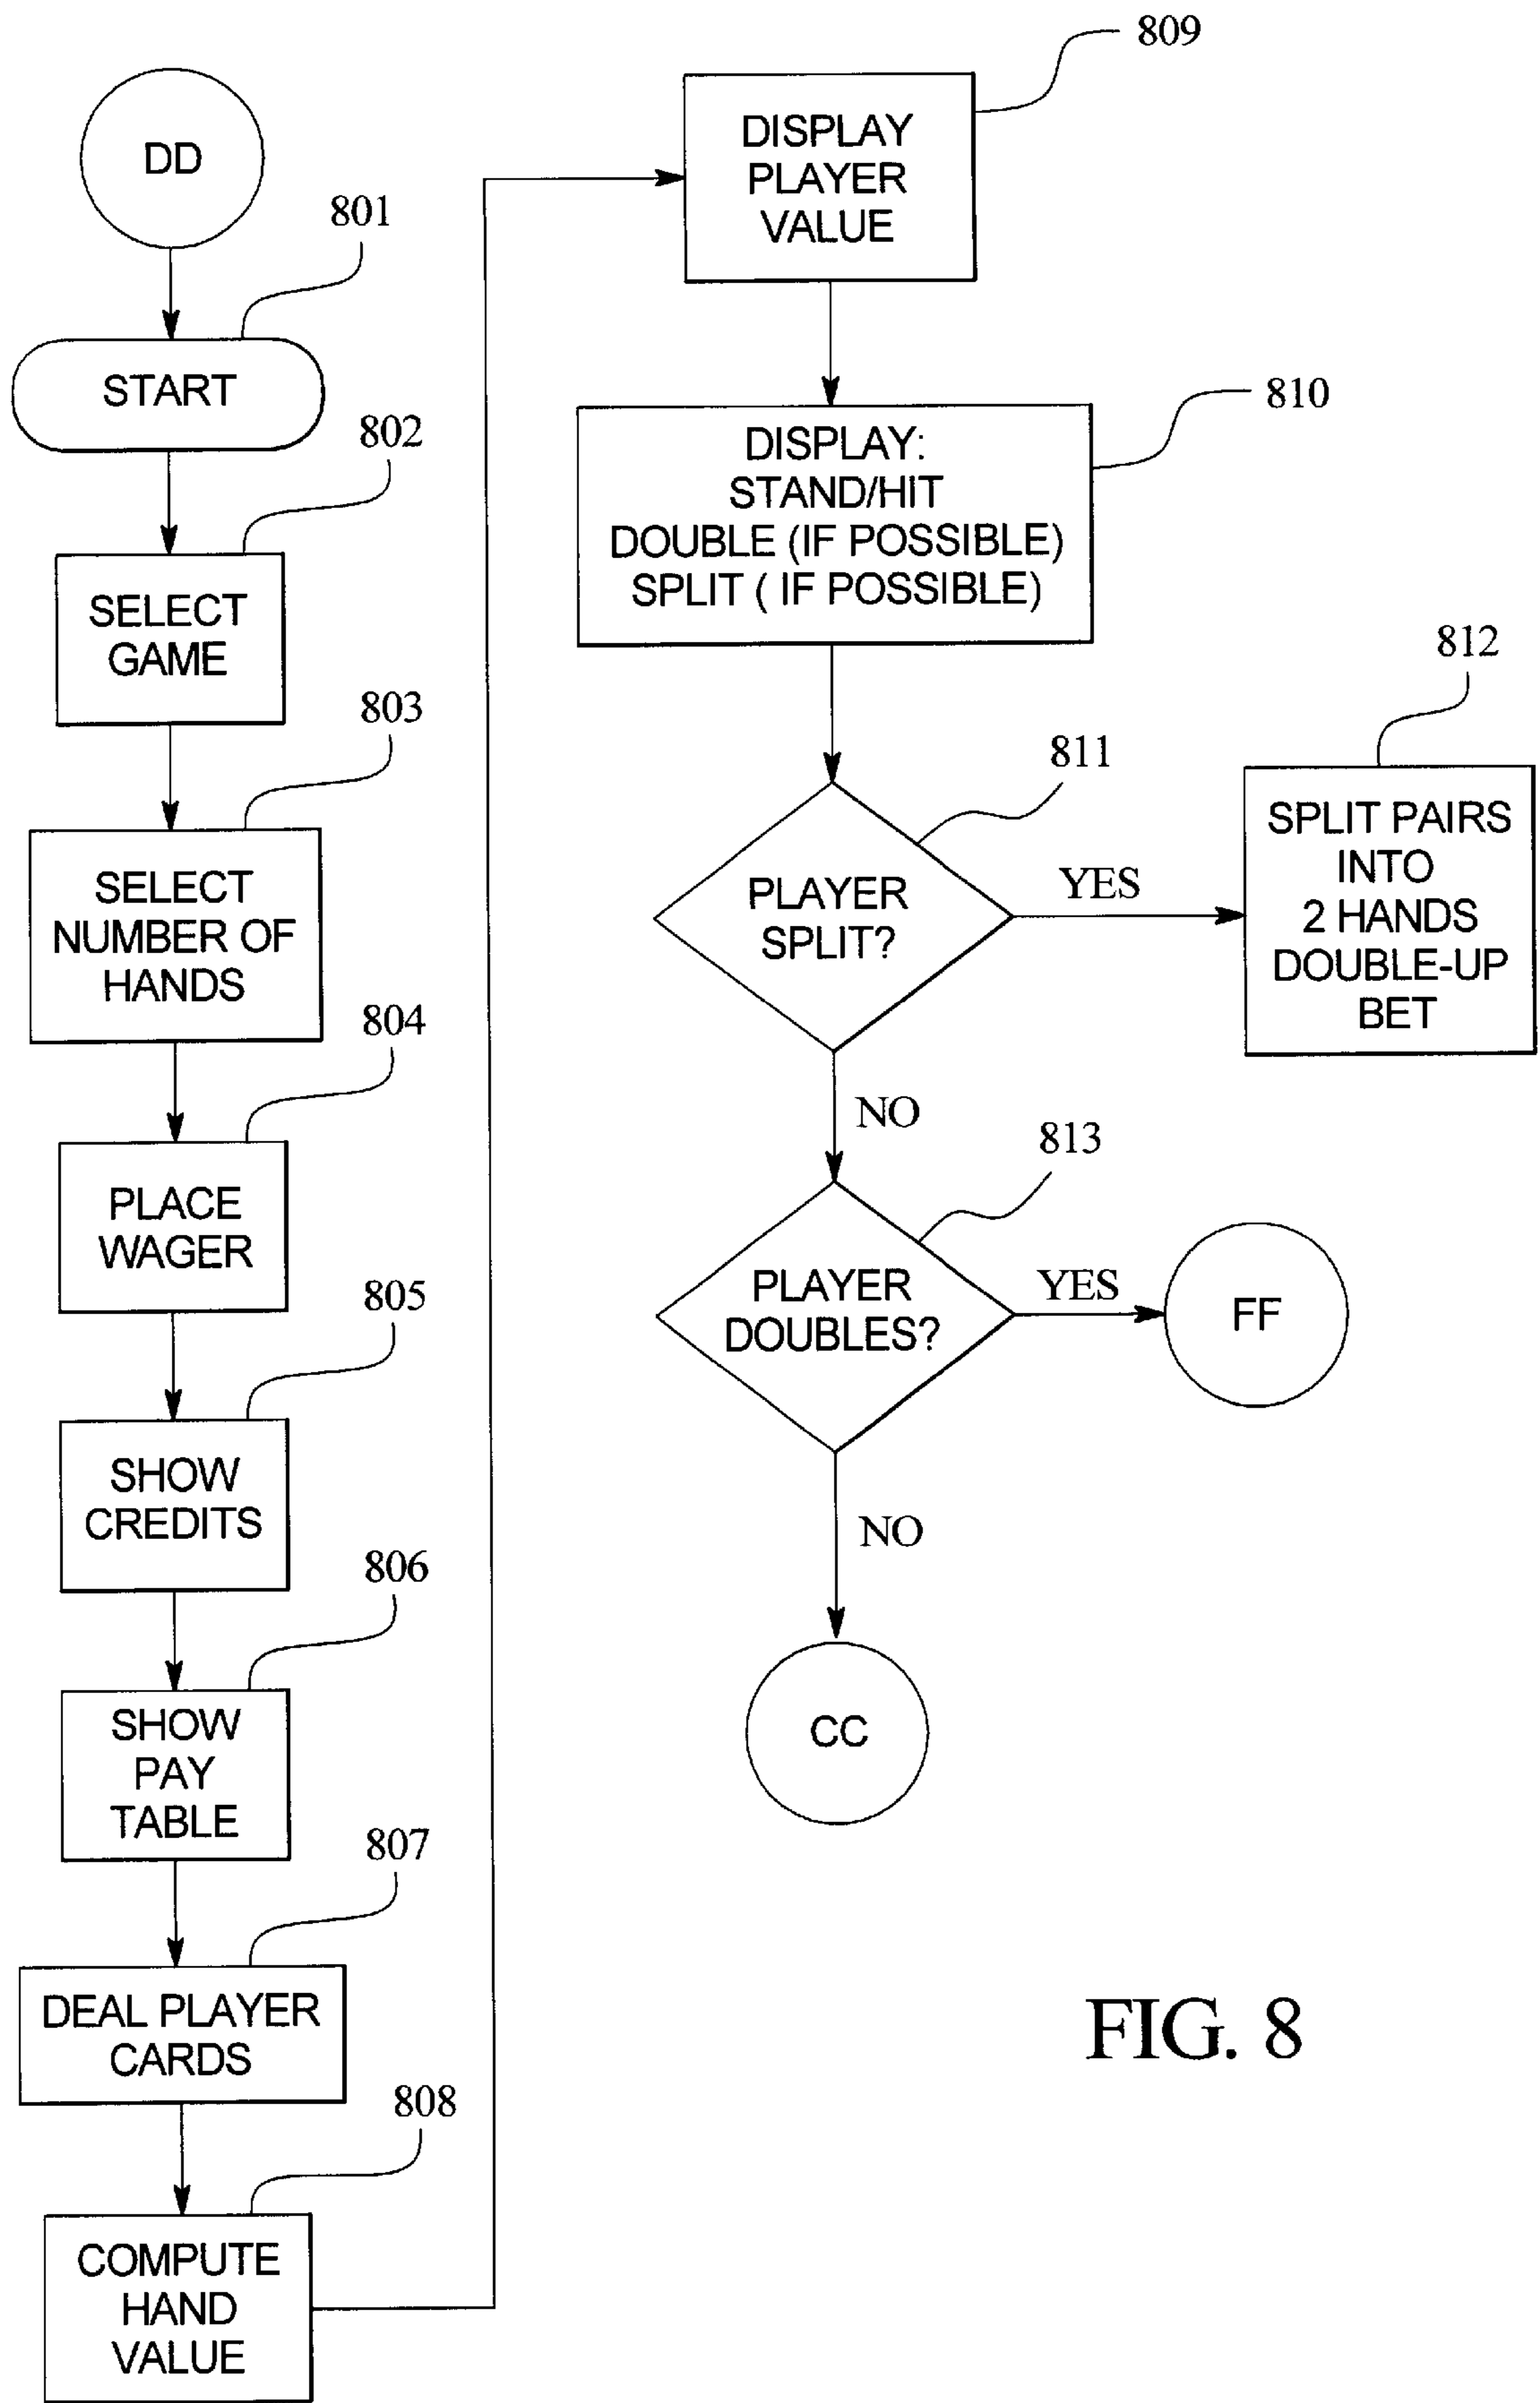 DD
801
START
802
SELECT
GAME
803
SELECT
NUMBER OF
HANDS
804
PLACE
WAGER
805
SHOW
CREDITS
806
SHOW
PAY
TABLE
807
DEAL PLAYER
CARDS
808
COMPUTE
HAND
VALUE
809
DISPLAY
PLAYER
VALUE
810
DISPLAY:
STAND/HIT
DOUBLE (IF POSSIBLE)
SPLIT ( IF POSSIBLE)
811
PLAYER
SPLIT?
YES
812
SPLIT PAIRS
INTO
2 HANDS
DOUBLE-UP
BET
NO
813
PLAYER
DOUBLES?
YES
FF
NO
CC
FIG. 8